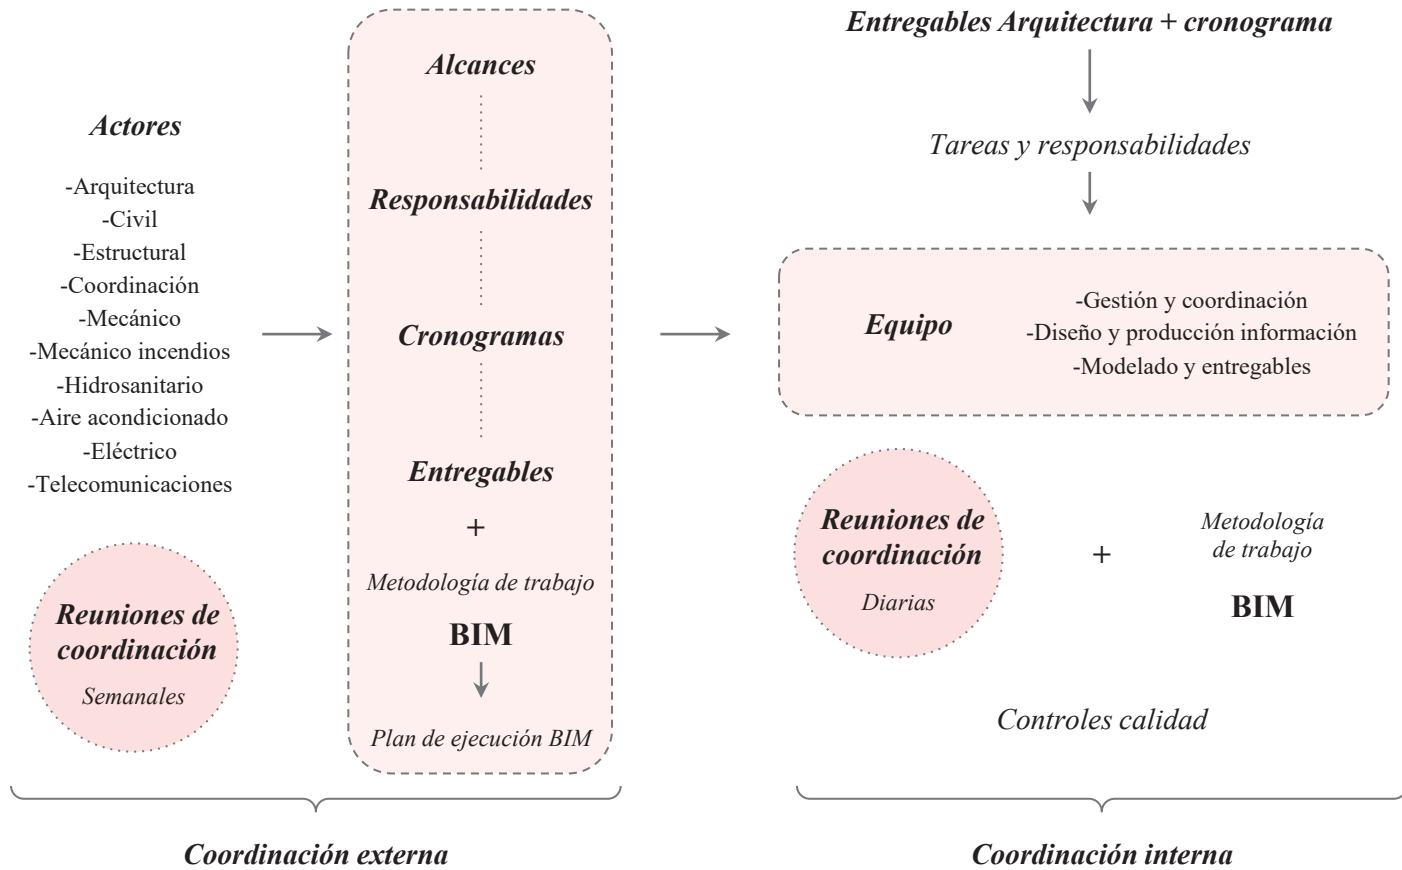 Actores
-Arquitectura
-Civil
-Estructural
-Coordinación
-Mecánico
-Mecánico incendios
-Hidrosanitario
-Aire acondicionado
-Eléctrico
-Telecomunicaciones
Reuniones de
coordinación
Semanales
Alcances
Responsabilidades
Cronogramas
Entregables
+
Metodología de trabajo
BIM
Plan de ejecución BIM
Coordinación externa
Entregables Arquitectura + cronograma
Tareas y responsabilidades
Equipo
-Gestión y coordinación
-Diseño y producción información
-Modelado y entregables
Reuniones de
coordinación
Diarias
+
Metodología
de trabajo
BIM
Controles calidad
Coordinación interna